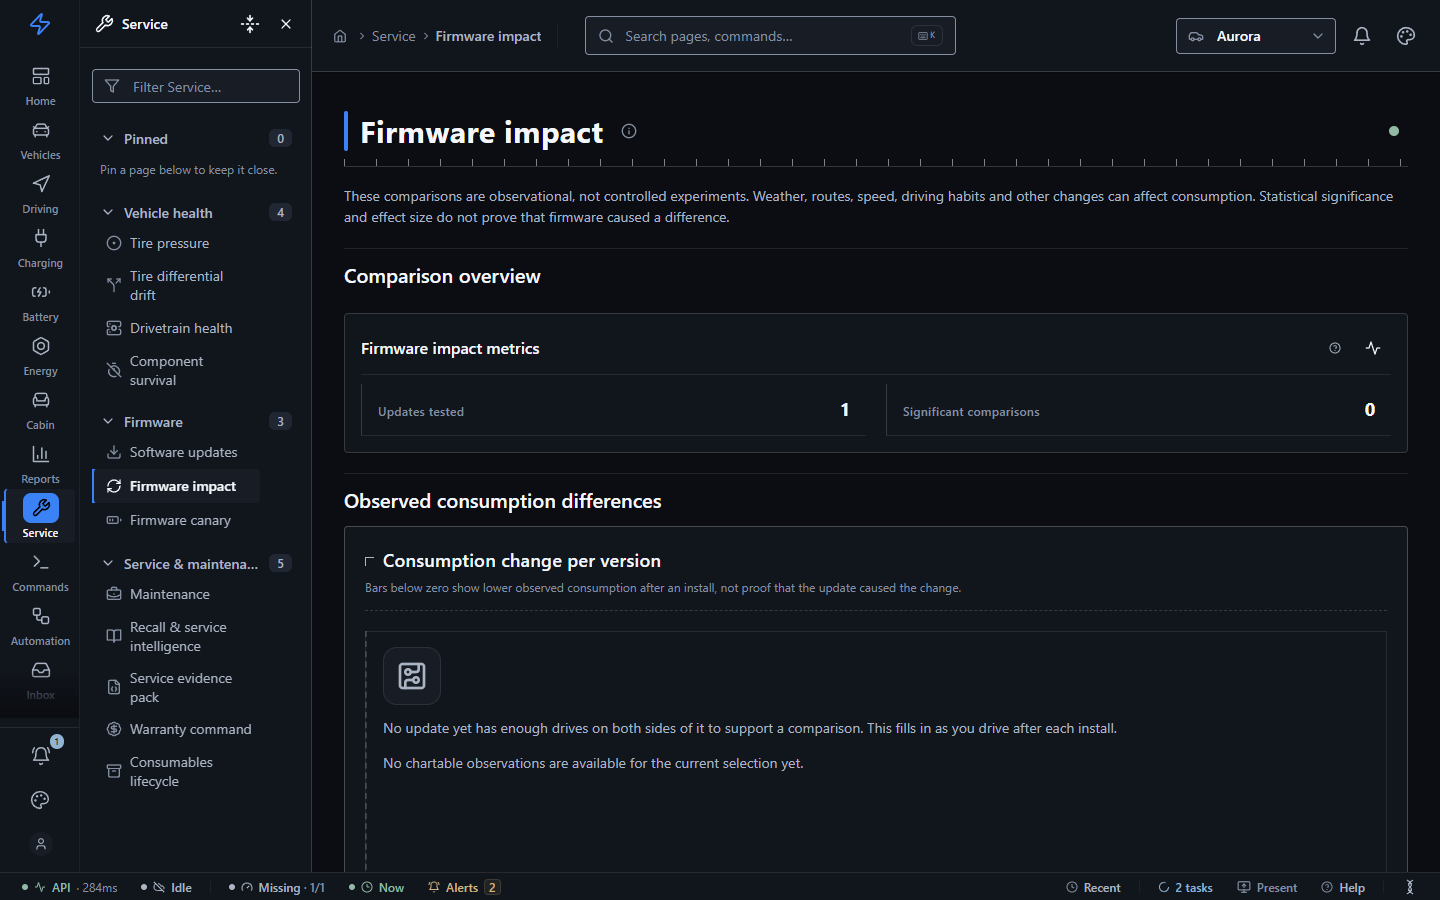 Home
Vehicles
Driving
Charging
Battery
Energy
Cabin
Reports
Service
Commands
Automation
Inbox
1
Service
Filter Service...
Pinned 0
Pin a page below to keep it close.
Vehicle health 4
Tire pressure
Tire differential
drift
Drivetrain health
Component
survival
Firmware 3
Software updates
Firmware impact
Firmware canary
Service & maintena... 5
Maintenance
Recall & service
intelligence
Service evidence
pack
Warranty command
Consumables
lifecycle
Service Firmware impact
Search pages, commands... K
Aurora
Firmware impact
These comparisons are observational, not controlled experiments. Weather, routes, speed, driving habits and other changes can affect consumption. Statistical significance
and effect size do not prove that firmware caused a difference.
Comparison overview
Firmware impact metrics
Updates tested 1
Significant comparisons 0
Observed consumption differences
Consumption change per version
Bars below zero show lower observed consumption after an install, not proof that the update caused the change.
No update yet has enough drives on both sides of it to support a comparison. This fills in as you drive after each install.
No chartable observations are available for the current selection yet.
API · 284ms Idle Missing · 1/1 Now Alerts 2 Recent 2 tasks Present Help